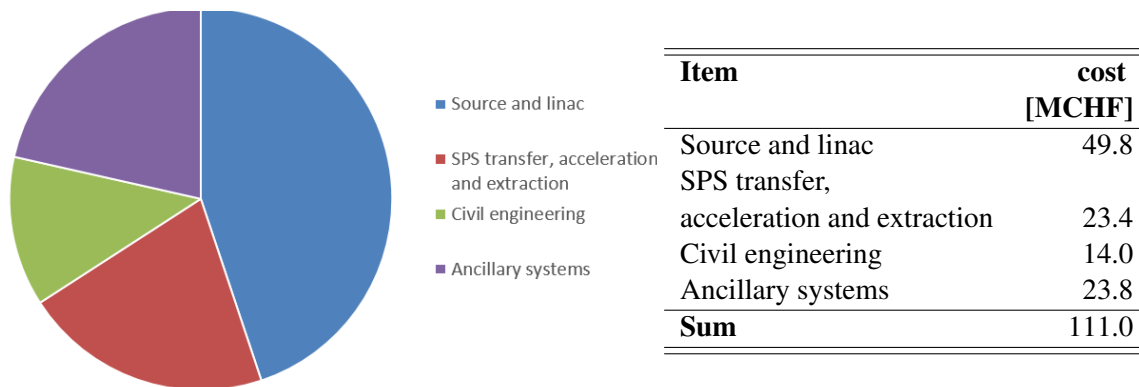 Source and linac
SPS transfer, acceleration
and extraction
Civil engineering
Ancillary systems
Item cost
[MCHF]
Source and linac 49.8
SPS transfer,
acceleration and extraction 23.4
Civil engineering 14.0
Ancillary systems 23.8
Sum 111.0